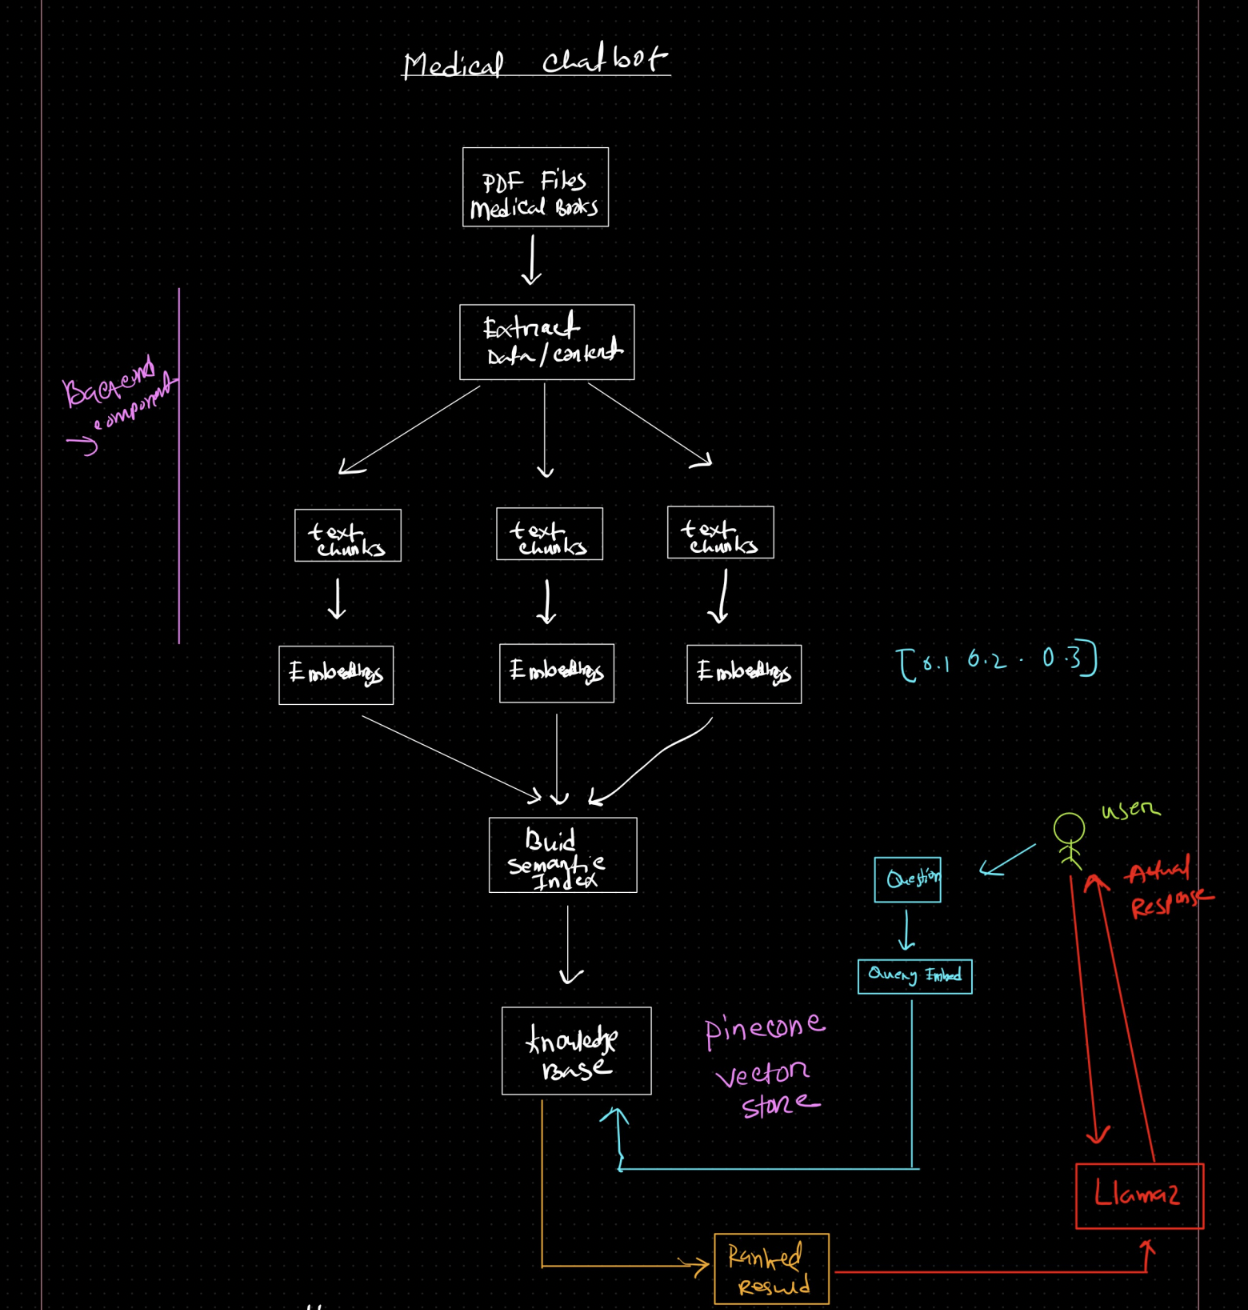 Medical Chatbot
PDF Files
Medical Books
Extract
Data/content
Backend
component
text
chunks
text
chunks
text
chunks
Embeddings
Embeddings
Embeddings
[0.1 0.2 . 0.3]
Buid
Semantic
Index
user
Question
Actual
Response
Query Embed
knowledge
Base
Pinecone
vector
store
Llama2
Ranked